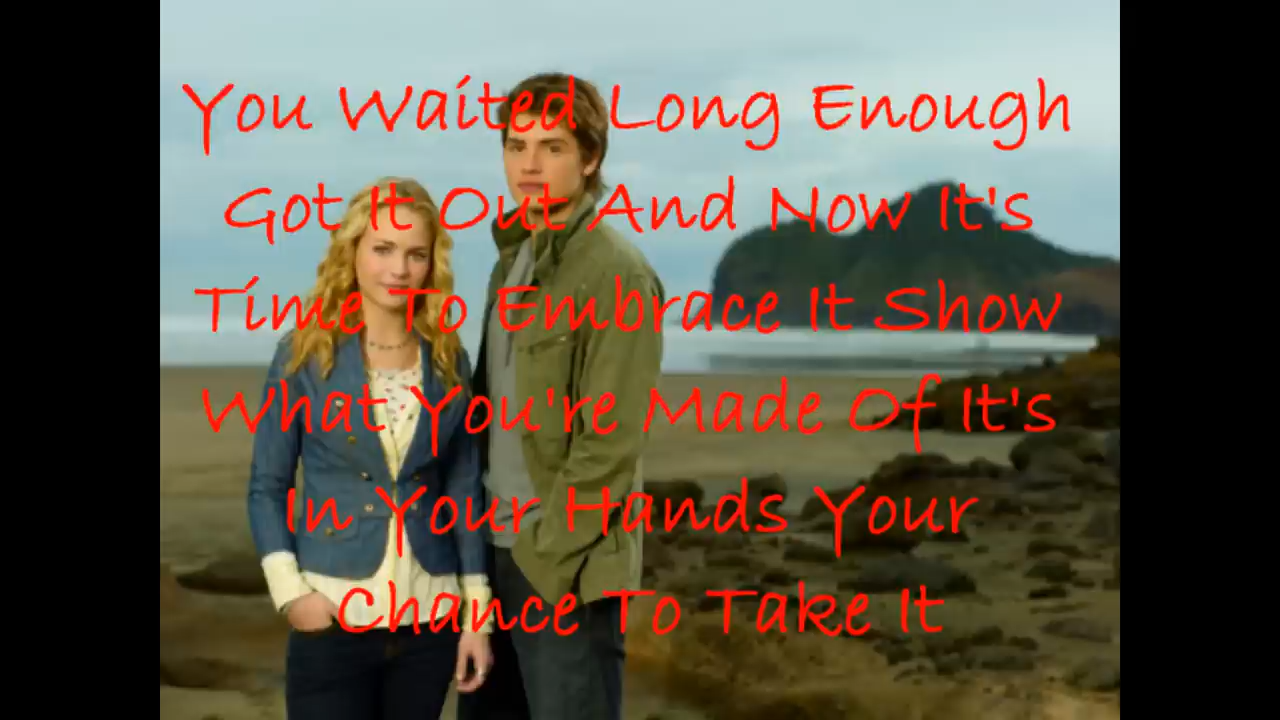 You Waited Long Enough
Got It Out And Now It's
Time To Embrace It Show
What You're Made Of It's
In Your Hands Your
Chance To Take It